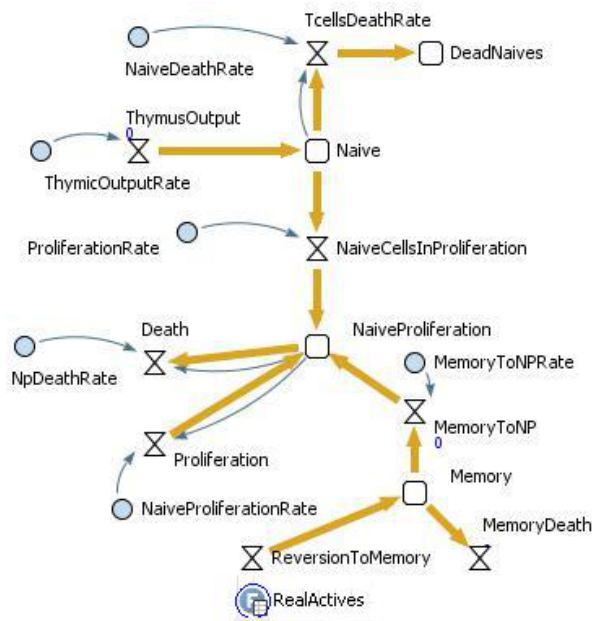 TcellsDeathRate
NaiveDeathRate
DeadNaives
ThymusOutput
0
Naive
ThymicOutputRate
ProliferationRate
NaiveCellsInProliferation
Death
NaiveProliferation
NpDeathRate
MemoryToNPRate
MemoryToNP
0
Proliferation
Memory
NaiveProliferationRate
MemoryDeath
ReversionToMemory
F
RealActives